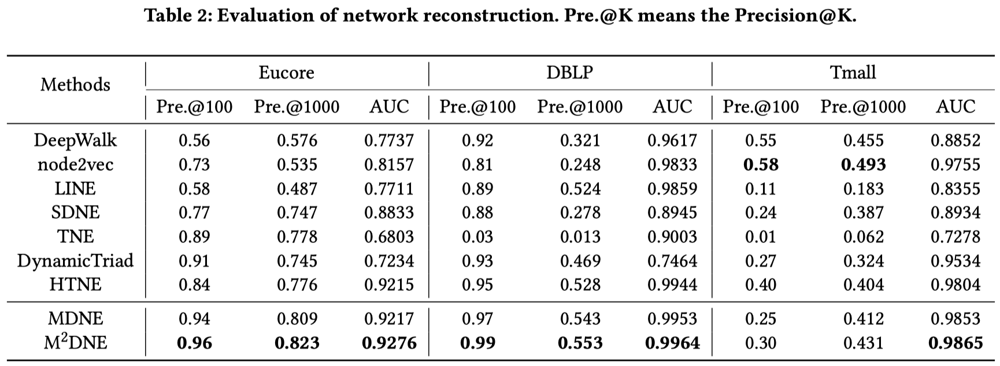 Table 2: Evaluation of network reconstruction. Pre.@K means the Precision@K.
Methods Eucore DBLP Tmall
Pre.@100 Pre.@1000 AUC Pre.@100 Pre.@1000 AUC Pre.@100 Pre.@1000 AUC
DeepWalk 0.56 0.576 0.7737 0.92 0.321 0.9617 0.55 0.455 0.8852
node2vec 0.73 0.535 0.8157 0.81 0.248 0.9833 0.58 0.493 0.9755
LINE 0.58 0.487 0.7711 0.89 0.524 0.9859 0.11 0.183 0.8355
SDNE 0.77 0.747 0.8833 0.88 0.278 0.8945 0.24 0.387 0.8934
TNE 0.89 0.778 0.6803 0.03 0.013 0.9003 0.01 0.062 0.7278
DynamicTriad 0.91 0.745 0.7234 0.93 0.469 0.7464 0.27 0.324 0.9534
HTNE 0.84 0.776 0.9215 0.95 0.528 0.9944 0.40 0.404 0.9804
MDNE 0.94 0.809 0.9217 0.97 0.543 0.9953 0.25 0.412 0.9853
M²DNE 0.96 0.823 0.9276 0.99 0.553 0.9964 0.30 0.431 0.9865